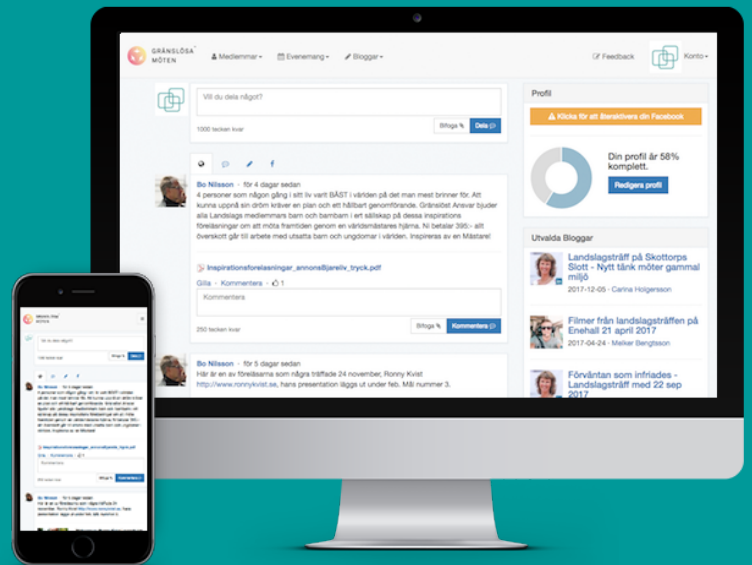 GRÄNSLÖSA
MÖTEN
Medlemmar
Evenemang
Bloggar
Feedback
Konto
Vill du dela något?
1000 tecken kvar
Bifoga
Dela
Bo Nilsson · för 4 dagar sedan
4 personer som någon gång i sitt liv varit BÄST i världen på det man mest brinner för. Att
kunna uppnå sin dröm kräver en plan och ett hållbart genomförande. Gränslöst Ansvar bjuder
alla Landslags medlemmars barn och barnbarn i ert sällskap på dessa inspirations
föreläsningar om att möta framtiden genom en världsmästares hjärna. Ni betalar 395:- allt
överskott går till arbete med utsatta barn och ungdomar i världen. Inspireras av en Mästare!
Inspirationsforelasningar_annonsBjareliv_tryck.pdf
Gilla · Kommentera · 1
Kommentera
250 tecken kvar
Bifoga
Kommentera
Bo Nilsson · för 5 dagar sedan
Här är en av föreläsarna som några träffade 24 november, Ronny Kvist
http://www.ronnykvist.se, hans presentation läggs ut under feb. Mål nummer 3.
Profil
Klicka för att återaktivera din Facebook
Din profil är 58%
komplett.
Redigera profil
Utvalda Bloggar
Landslagsträff på Skottorps
Slott - Nytt tänk möter gammal
miljö
2017-12-05 · Carina Holgersson
Filmer från landslagsträffen på
Enehall 21 april 2017
2017-04-24 · Melker Bengtsson
Förväntan som infriades -
Landslagsträff med 22 sep
2017